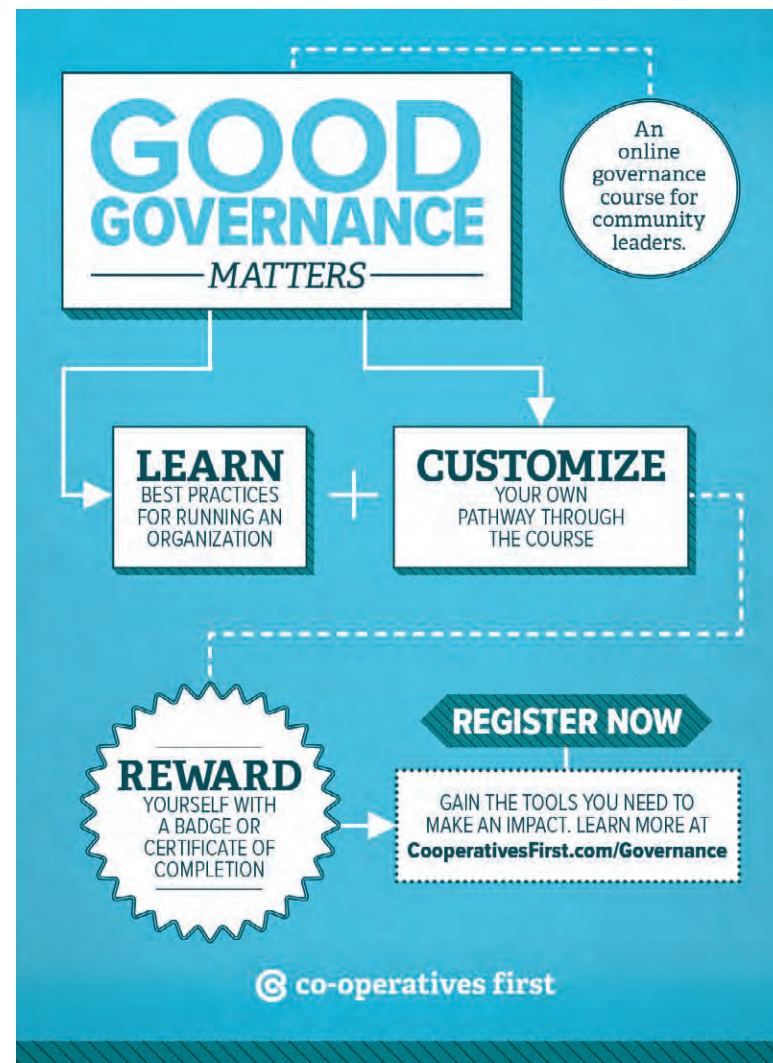 GOOD
GOVERNANCE
MATTERS
An
online
governance
course for
community
leaders.
LEARN
BEST PRACTICES
FOR RUNNING AN
ORGANIZATION
+
CUSTOMIZE
YOUR OWN
PATHWAY THROUGH
THE COURSE
REWARD
YOURSELF WITH
A BADGE OR
CERTIFICATE OF
COMPLETION
REGISTER NOW
GAIN THE TOOLS YOU NEED TO
MAKE AN IMPACT. LEARN MORE AT
CooperativesFirst.com/Governance
co-operatives first